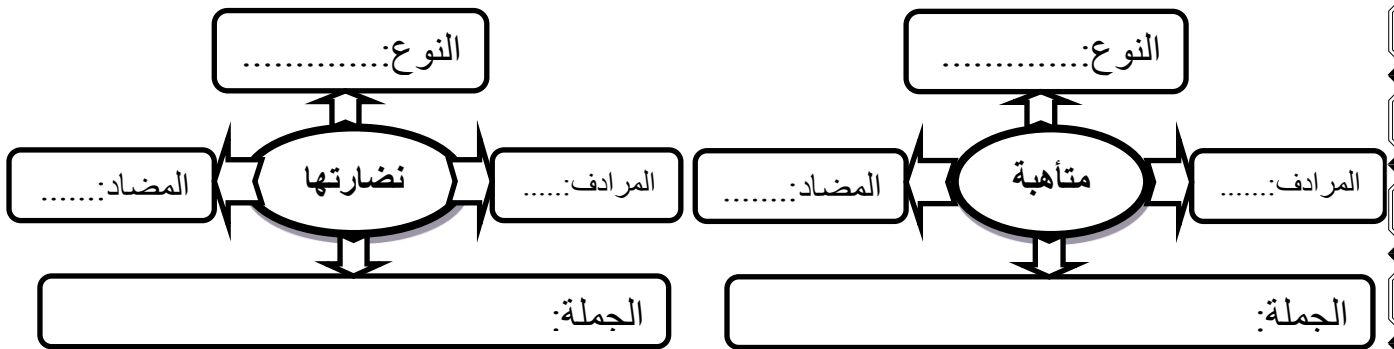 النوع:..............
المرادف:......
متأهبة
المضاد:........
الجملة:
النوع:..............
المرادف:.....
نضارتها
المضاد:.......
الجملة: